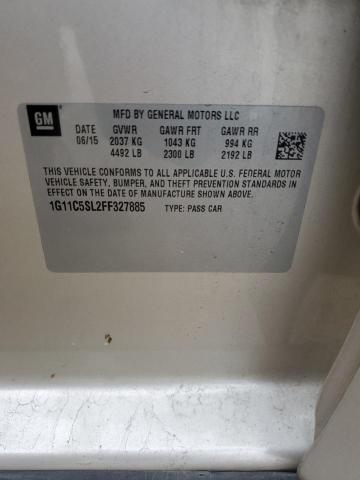 GM
MFD BY GENERAL MOTORS LLC
DATE GVWR GAWR FRT GAWR RR
06/15 2037 KG 1043 KG 994 KG
4492 LB 2300 LB 2192 LB
THIS VEHICLE CONFORMS TO ALL APPLICABLE U.S. FEDERAL MOTOR
VEHICLE SAFETY, BUMPER, AND THEFT PREVENTION STANDARDS IN
EFFECT ON THE DATE OF MANUFACTURE SHOWN ABOVE.
1G11C5SL2FF327885 TYPE: PASS CAR